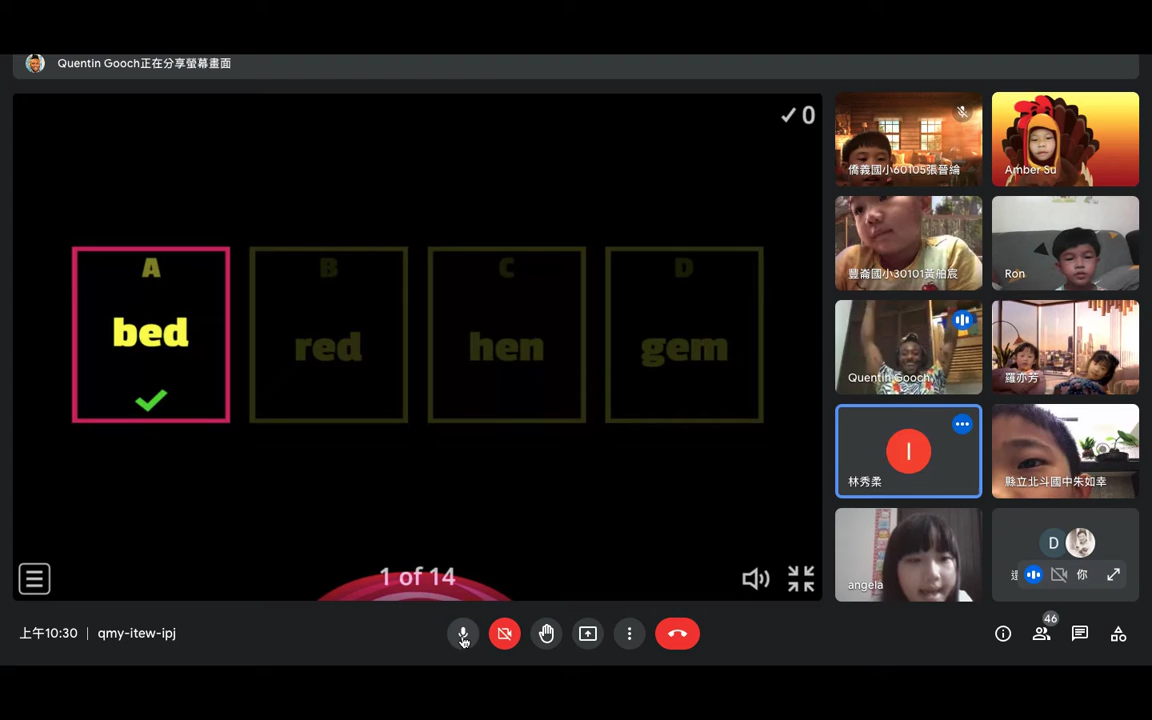 Quentin Gooch正在分享螢幕畫面
✓ 0
A
bed
B
red
C
hen
D
gem
1 of 14
僑義國小60105張晉綸
Amber Su
豐崙國小30101黃舶宸
Ron
Quentin Gooch
羅亦芳
I
林秀柔
縣立北斗國中朱如幸
angela
D
你
上午10:30 | qmy-itew-ipj
46